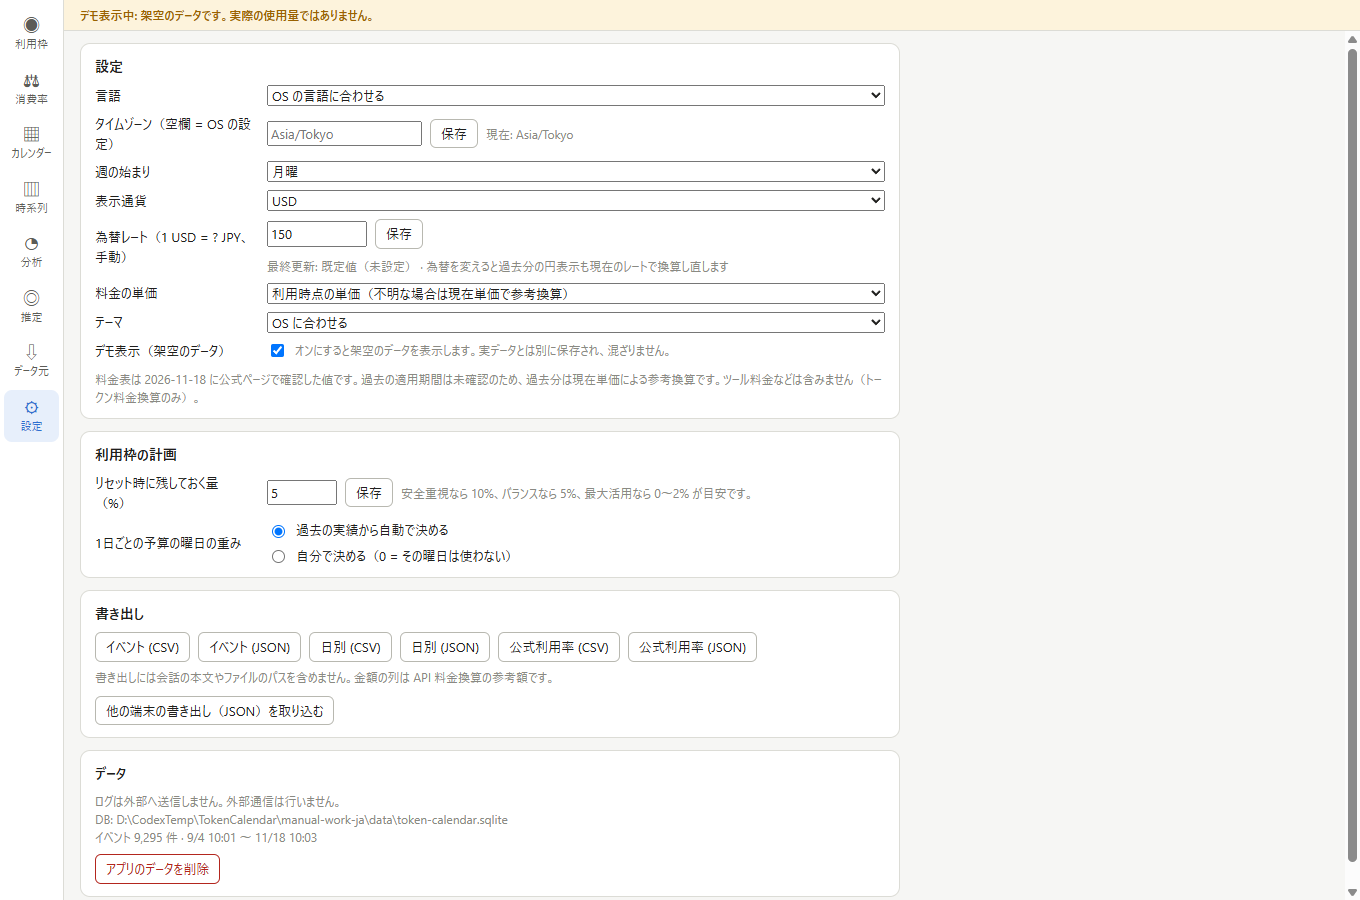 デモ表示中: 架空のデータです。実際の使用量ではありません。
利用枠
消費率
カレンダー
時系列
分析
推定
データ元
設定
設定
言語
OS の言語に合わせる
タイムゾーン（空欄 = OS の設
定）
Asia/Tokyo
保存
現在: Asia/Tokyo
週の始まり
月曜
表示通貨
USD
為替レート（1 USD = ? JPY、
手動）
150
保存
最終更新: 既定値（未設定） · 為替を変えると過去分の円表示も現在のレートで換算し直します
料金の単価
利用時点の単価（不明な場合は現在単価で参考換算）
テーマ
OS に合わせる
デモ表示（架空のデータ）
オンにすると架空のデータを表示します。実データとは別に保存され、混ざりません。
料金表は 2026-11-18 に公式ページで確認した値です。過去の適用期間は未確認のため、過去分は現在単価による参考換算です。ツール料金などは含みません（トー
クン料金換算のみ）。
利用枠の計画
リセット時に残しておく量
（%）
5
保存
安全重視なら 10%、バランスなら 5%、最大活用なら 0〜2% が目安です。
1日ごとの予算の曜日の重み
過去の実績から自動で決める
自分で決める（0 = その曜日は使わない）
書き出し
イベント (CSV)
イベント (JSON)
日別 (CSV)
日別 (JSON)
公式利用率 (CSV)
公式利用率 (JSON)
書き出しには会話の本文やファイルのパスを含めません。金額の列は API 料金換算の参考額です。
他の端末の書き出し（JSON）を取り込む
データ
ログは外部へ送信しません。外部通信は行いません。
DB: D:\CodexTemp\TokenCalendar\manual-work-ja\data\token-calendar.sqlite
イベント 9,295 件 · 9/4 10:01 〜 11/18 10:03
アプリのデータを削除